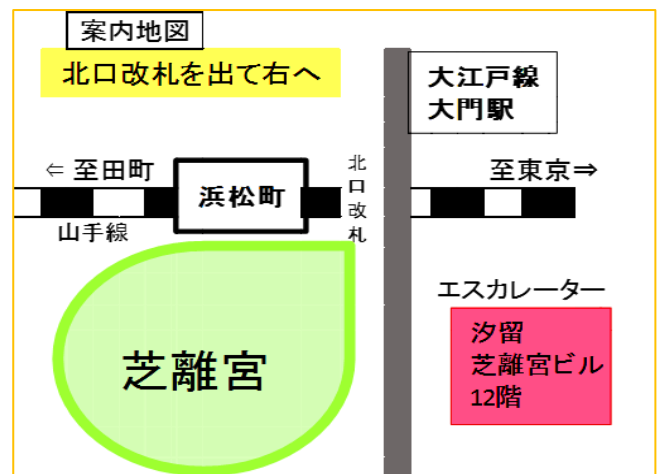 案内地図
北口改札を出て右へ
大江戸線
大門駅
⇐ 至田町
浜松町
北口改札
至東京⇒
山手線
芝離宮
エスカレーター
汐留
芝離宮ビル
12階